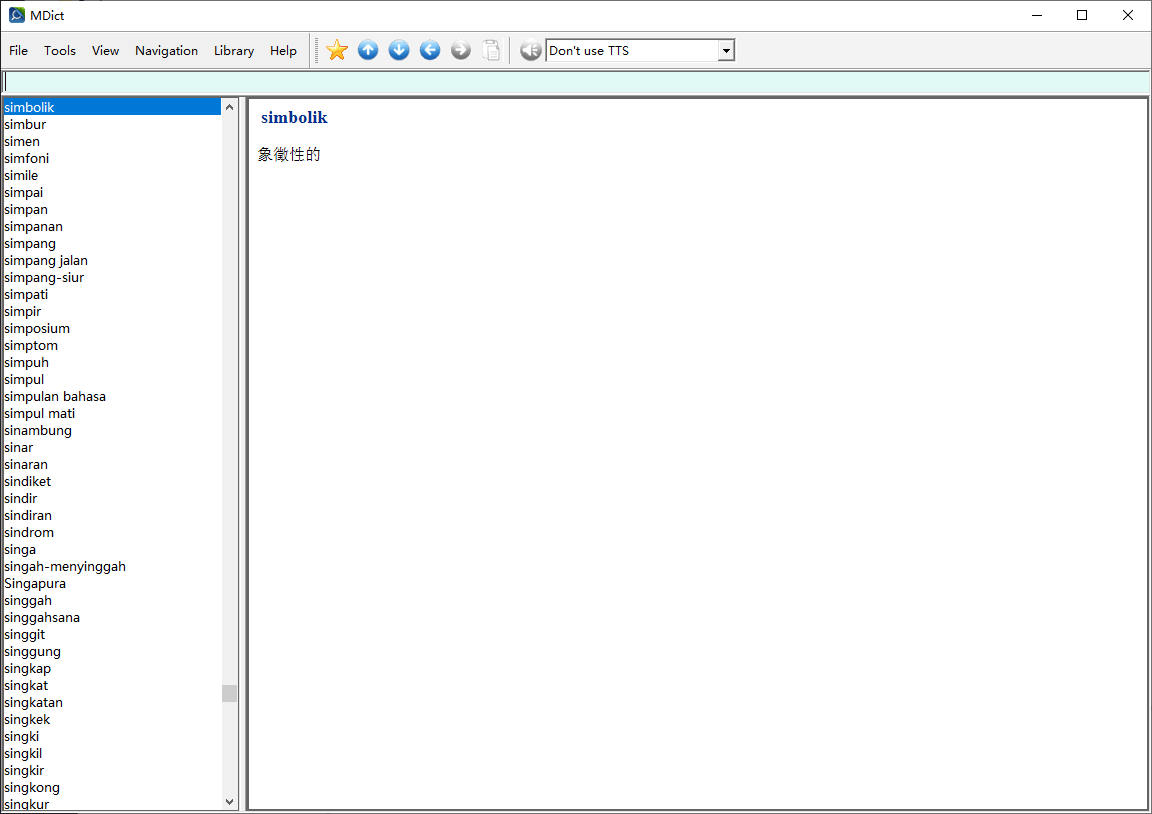 MDict
File Tools View Navigation Library Help Don't use TTS
simbolik
simbur
simen
simfoni
simile
simpai
simpan
simpanan
simpang
simpang jalan
simpang-siur
simpati
simpir
simposium
simptom
simpuh
simpul
simpulan bahasa
simpul mati
sinambung
sinar
sinaran
sindiket
sindir
sindiran
sindrom
singa
singah-menyinggah
Singapura
singgah
singgahsana
singgit
singgung
singkap
singkat
singkatan
singkek
singki
singkil
singkir
singkong
singkur
simbolik
象徵性的